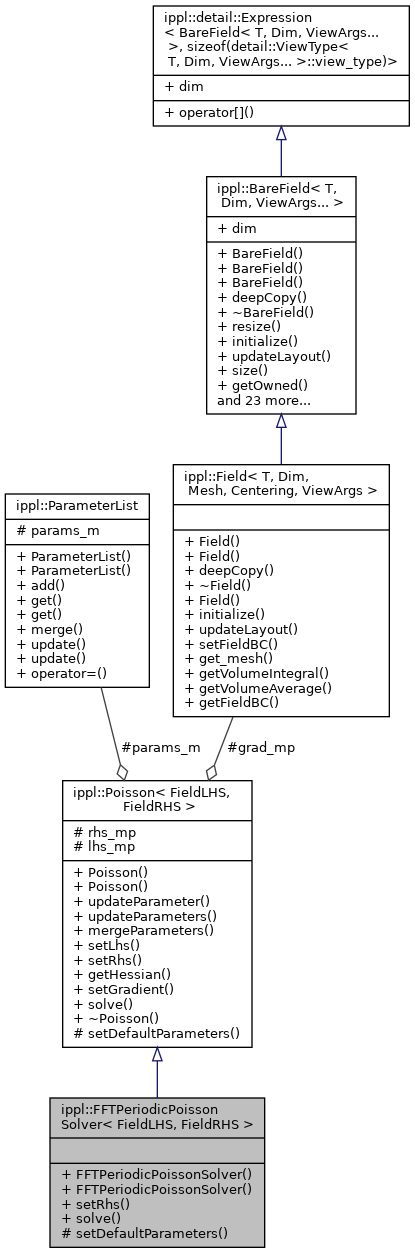 ippl::detail::Expression
< BareField< T, Dim, ViewArgs...
>, sizeof(detail::ViewType<
T, Dim, ViewArgs... >::view_type)>
+ dim
+ operator[]()
ippl::BareField< T,
Dim, ViewArgs... >
+ dim
+ BareField()
+ BareField()
+ BareField()
+ deepCopy()
+ ~BareField()
+ resize()
+ initialize()
+ updateLayout()
+ size()
+ getOwned()
and 23 more...
ippl::Field< T, Dim,
Mesh, Centering, ViewArgs >
+ Field()
+ Field()
+ deepCopy()
+ ~Field()
+ Field()
+ initialize()
+ updateLayout()
+ setFieldBC()
+ get_mesh()
+ getVolumeIntegral()
+ getVolumeAverage()
+ getFieldBC()
ippl::ParameterList
# params_m
+ ParameterList()
+ ParameterList()
+ add()
+ get()
+ get()
+ merge()
+ update()
+ update()
+ operator=()
#params_m
#grad_mp
ippl::Poisson< FieldLHS,
FieldRHS >
# rhs_mp
# lhs_mp
+ Poisson()
+ Poisson()
+ updateParameter()
+ updateParameters()
+ mergeParameters()
+ setLhs()
+ setRhs()
+ getHessian()
+ setGradient()
+ solve()
+ ~Poisson()
# setDefaultParameters()
ippl::FFTPeriodicPoisson
Solver< FieldLHS, FieldRHS >
+ FFTPeriodicPoissonSolver()
+ FFTPeriodicPoissonSolver()
+ setRhs()
+ solve()
# setDefaultParameters()